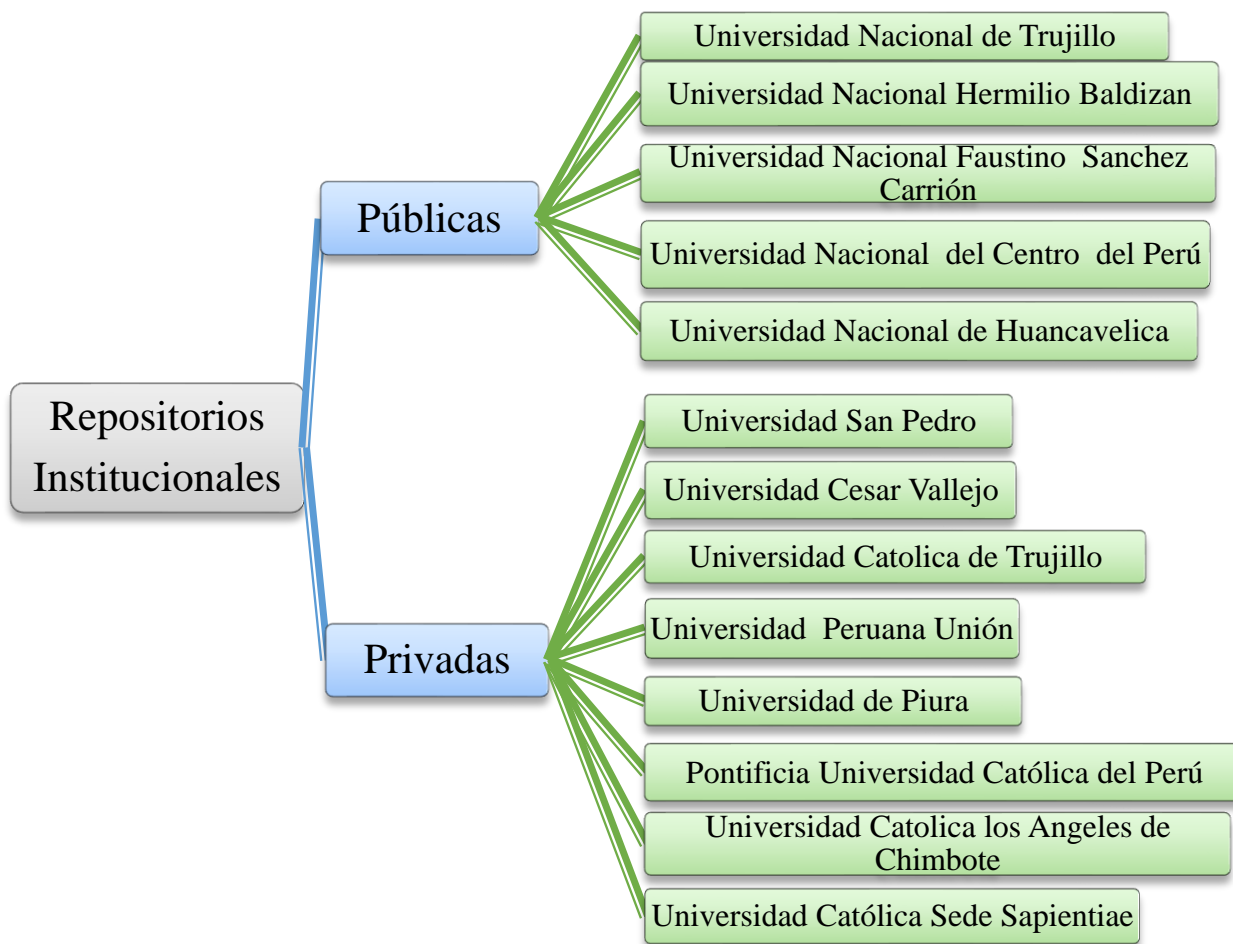 Repositorios
Institucionales
Públicas
Universidad Nacional de Trujillo
Universidad Nacional Hermilio Baldizan
Universidad Nacional Faustino  Sanchez
Carrión
Universidad Nacional  del Centro  del Perú
Universidad Nacional de Huancavelica
Privadas
Universidad San Pedro
Universidad Cesar Vallejo
Universidad Catolica de Trujillo
Universidad  Peruana Unión
Universidad de Piura
Pontificia Universidad Católica del Perú
Universidad Catolica los Angeles de
Chimbote
Universidad Católica Sede Sapientiae